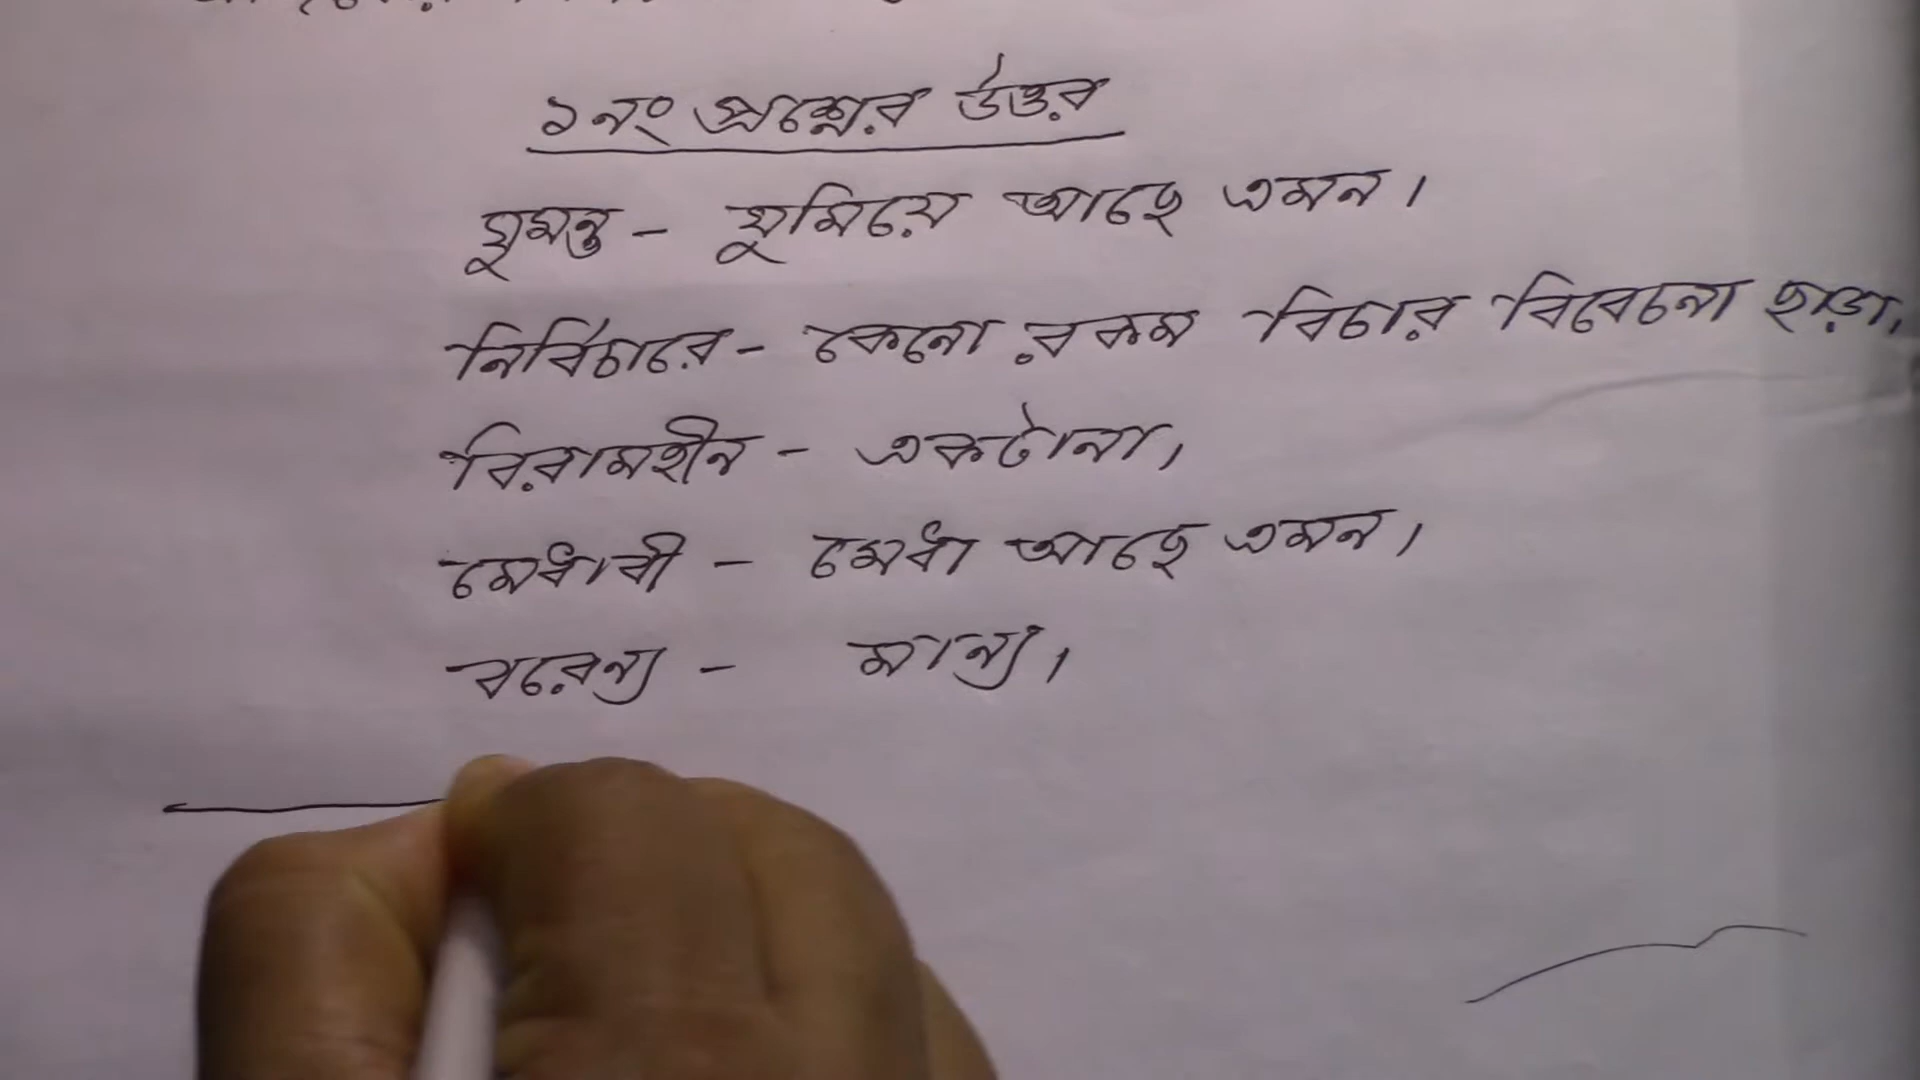 ১নং প্রশ্নের উত্তর
ঘুমন্ত - ঘুমিয়ে আছে এমন।
নির্বিচারে - কোনো রকম বিচার বিবেচনা ছাড়া।
বিরামহীন - একটানা।
মেধাবী - মেধা আছে এমন।
বরেন্য - মান্য।